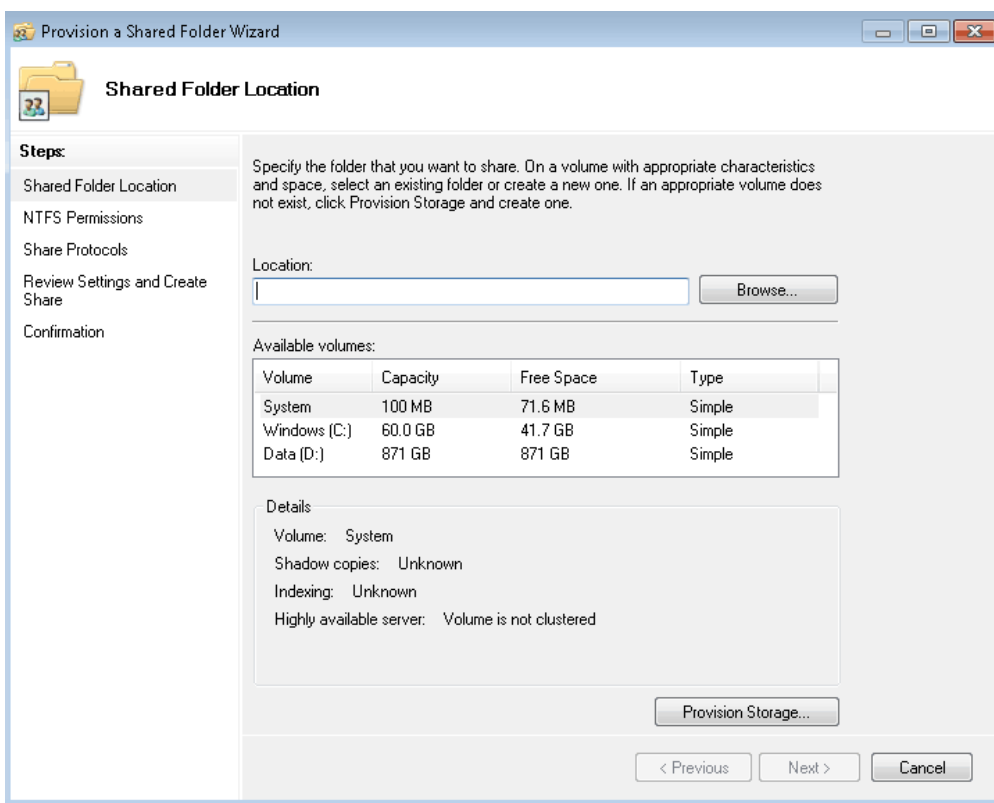 Provision a Shared Folder Wizard
Shared Folder Location
Steps:
Shared Folder Location
NTFS Permissions
Share Protocols
Review Settings and Create
Share
Confirmation
Specify the folder that you want to share. On a volume with appropriate characteristics
and space, select an existing folder or create a new one. If an appropriate volume does
not exist, click Provision Storage and create one.
Location:
Browse...
Available volumes:
Volume Capacity Free Space Type
System 100 MB 71.6 MB Simple
Windows (C:) 60.0 GB 41.7 GB Simple
Data (D:) 871 GB 871 GB Simple
Details
Volume: System
Shadow copies: Unknown
Indexing: Unknown
Highly available server: Volume is not clustered
Provision Storage...
< Previous Next > Cancel